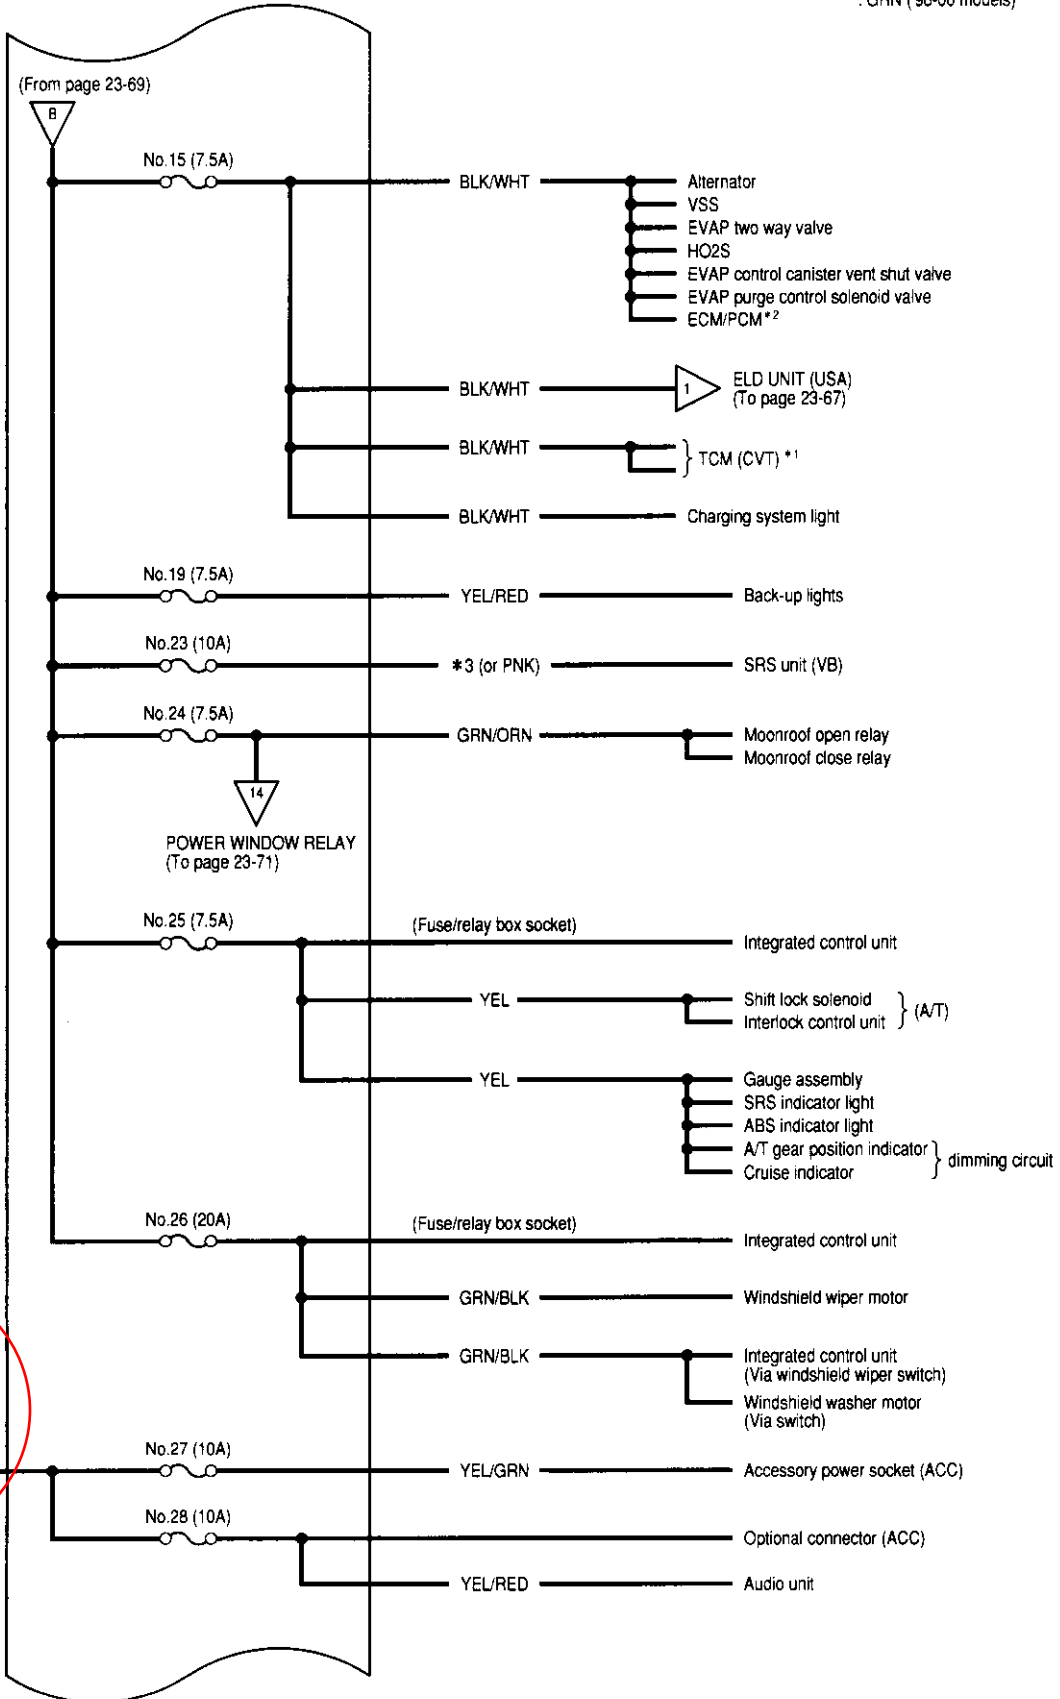 : GRN ('98-00 models)
(From page 23-69)
B
No.15 (7.5A)
BLK/WHT
Alternator
VSS
EVAP two way valve
HO2S
EVAP control canister vent shut valve
EVAP purge control solenoid valve
ECM/PCM*2
BLK/WHT
1
ELD UNIT (USA)
(To page 23-67)
BLK/WHT
TCM (CVT) *1
BLK/WHT
Charging system light
No.19 (7.5A)
YEL/RED
Back-up lights
No.23 (10A)
*3 (or PNK)
SRS unit (VB)
No.24 (7.5A)
GRN/ORN
Moonroof open relay
Moonroof close relay
14
POWER WINDOW RELAY
(To page 23-71)
No.25 (7.5A)
(Fuse/relay box socket)
Integrated control unit
YEL
Shift lock solenoid
Interlock control unit
(A/T)
YEL
Gauge assembly
SRS indicator light
ABS indicator light
A/T gear position indicator
Cruise indicator
dimming circuit
No.26 (20A)
(Fuse/relay box socket)
Integrated control unit
GRN/BLK
Windshield wiper motor
GRN/BLK
Integrated control unit
(Via windshield wiper switch)
Windshield washer motor
(Via switch)
No.27 (10A)
YEL/GRN
Accessory power socket (ACC)
No.28 (10A)
Optional connector (ACC)
YEL/RED
Audio unit